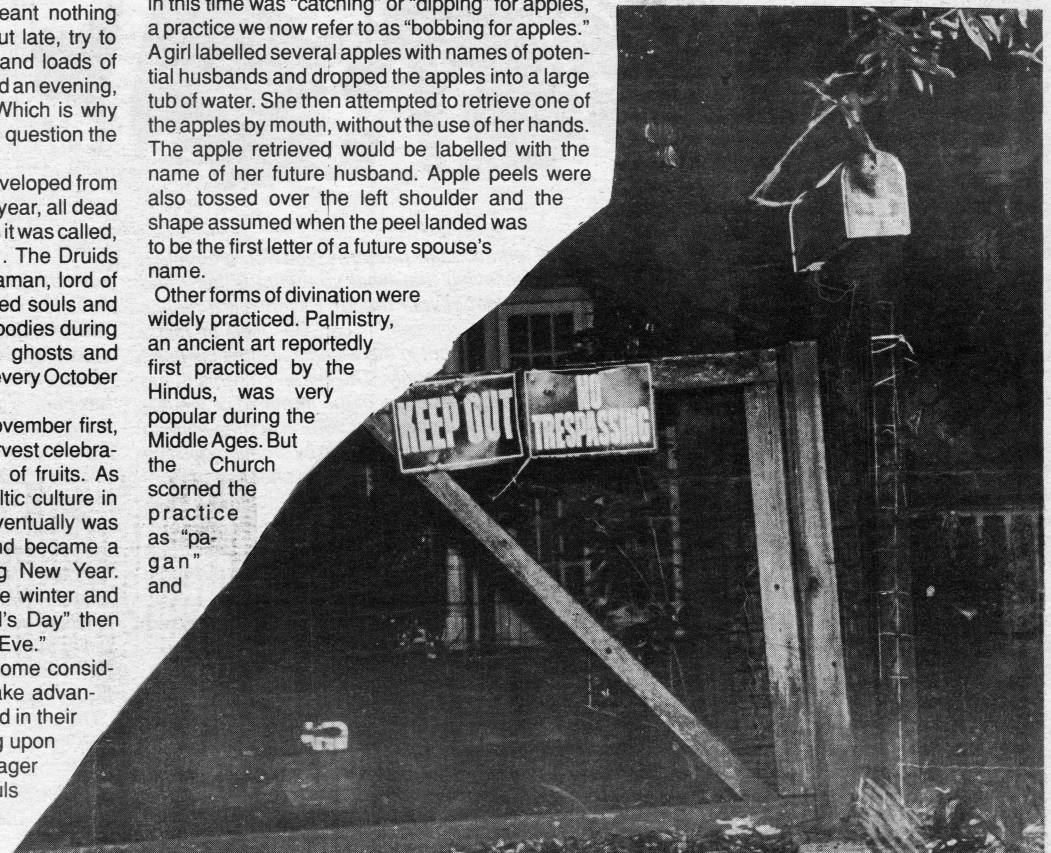 eant nothing
ut late, try to
and loads of
d an evening,
Which is why
question the
veloped from
year, all dead
it was called,
. The Druids
aman, lord of
ed souls and
bodies during
ghosts and
every October
ovember first,
rvest celebra-
of fruits. As
ltic culture in
ventually was
nd became a
g New Year.
e winter and
l's Day" then
Eve."
ome consid-
ake advan-
d in their
g upon
ager
uls
in this time was "catching" or "dipping" for apples,
a practice we now refer to as "bobbing for apples."
A girl labelled several apples with names of poten-
tial husbands and dropped the apples into a large
tub of water. She then attempted to retrieve one of
the apples by mouth, without the use of her hands.
The apple retrieved would be labelled with the
name of her future husband. Apple peels were
also tossed over the left shoulder and the
shape assumed when the peel landed was
to be the first letter of a future spouse's
name.
Other forms of divination were
widely practiced. Palmistry,
an ancient art reportedly
first practiced by the
Hindus, was very
popular during the
Middle Ages. But
the Church
scorned the
practice
as "pa-
gan"
and
KEEP OUT
NO
TRESPASSING